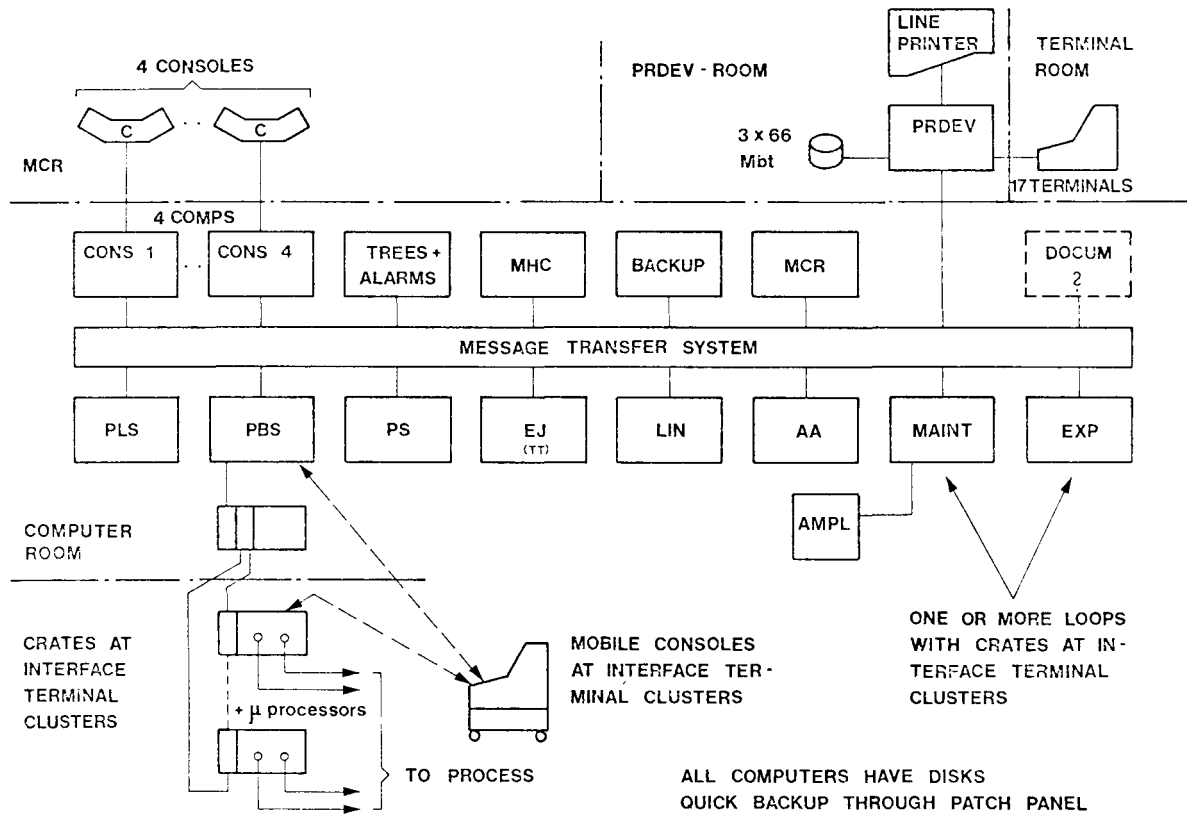 LINE
PRINTER
TERMINAL
ROOM
4 CONSOLES
PRDEV - ROOM
C
. .
C
PRDEV
3 x 66
Mbt
MCR
17 TERMINALS
4 COMPS
CONS 1
. .
CONS 4
TREES +
ALARMS
MHC
BACKUP
MCR
DOCUM
?
MESSAGE TRANSFER SYSTEM
PLS
PBS
PS
EJ
(TT)
LIN
AA
MAINT
EXP
AMPL
COMPUTER
ROOM
CRATES AT
INTERFACE
TERMINAL
CLUSTERS
+ μ processors
TO PROCESS
MOBILE CONSOLES
AT INTERFACE TER-
MINAL CLUSTERS
ONE OR MORE LOOPS
WITH CRATES AT IN-
TERFACE TERMINAL
CLUSTERS
ALL COMPUTERS HAVE DISKS
QUICK BACKUP THROUGH PATCH PANEL